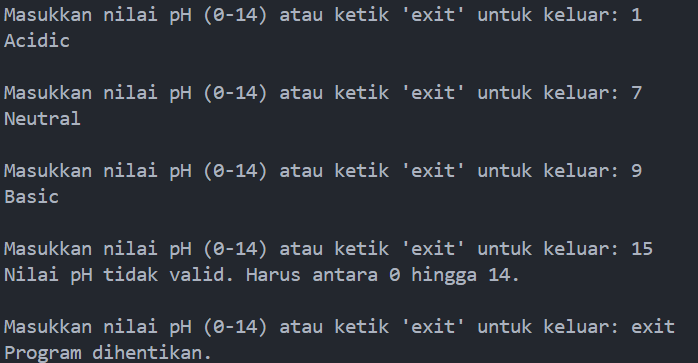 Masukkan nilai pH (0-14) atau ketik 'exit' untuk keluar: 1
Acidic
Masukkan nilai pH (0-14) atau ketik 'exit' untuk keluar: 7
Neutral
Masukkan nilai pH (0-14) atau ketik 'exit' untuk keluar: 9
Basic
Masukkan nilai pH (0-14) atau ketik 'exit' untuk keluar: 15
Nilai pH tidak valid. Harus antara 0 hingga 14.
Masukkan nilai pH (0-14) atau ketik 'exit' untuk keluar: exit
Program dihentikan.